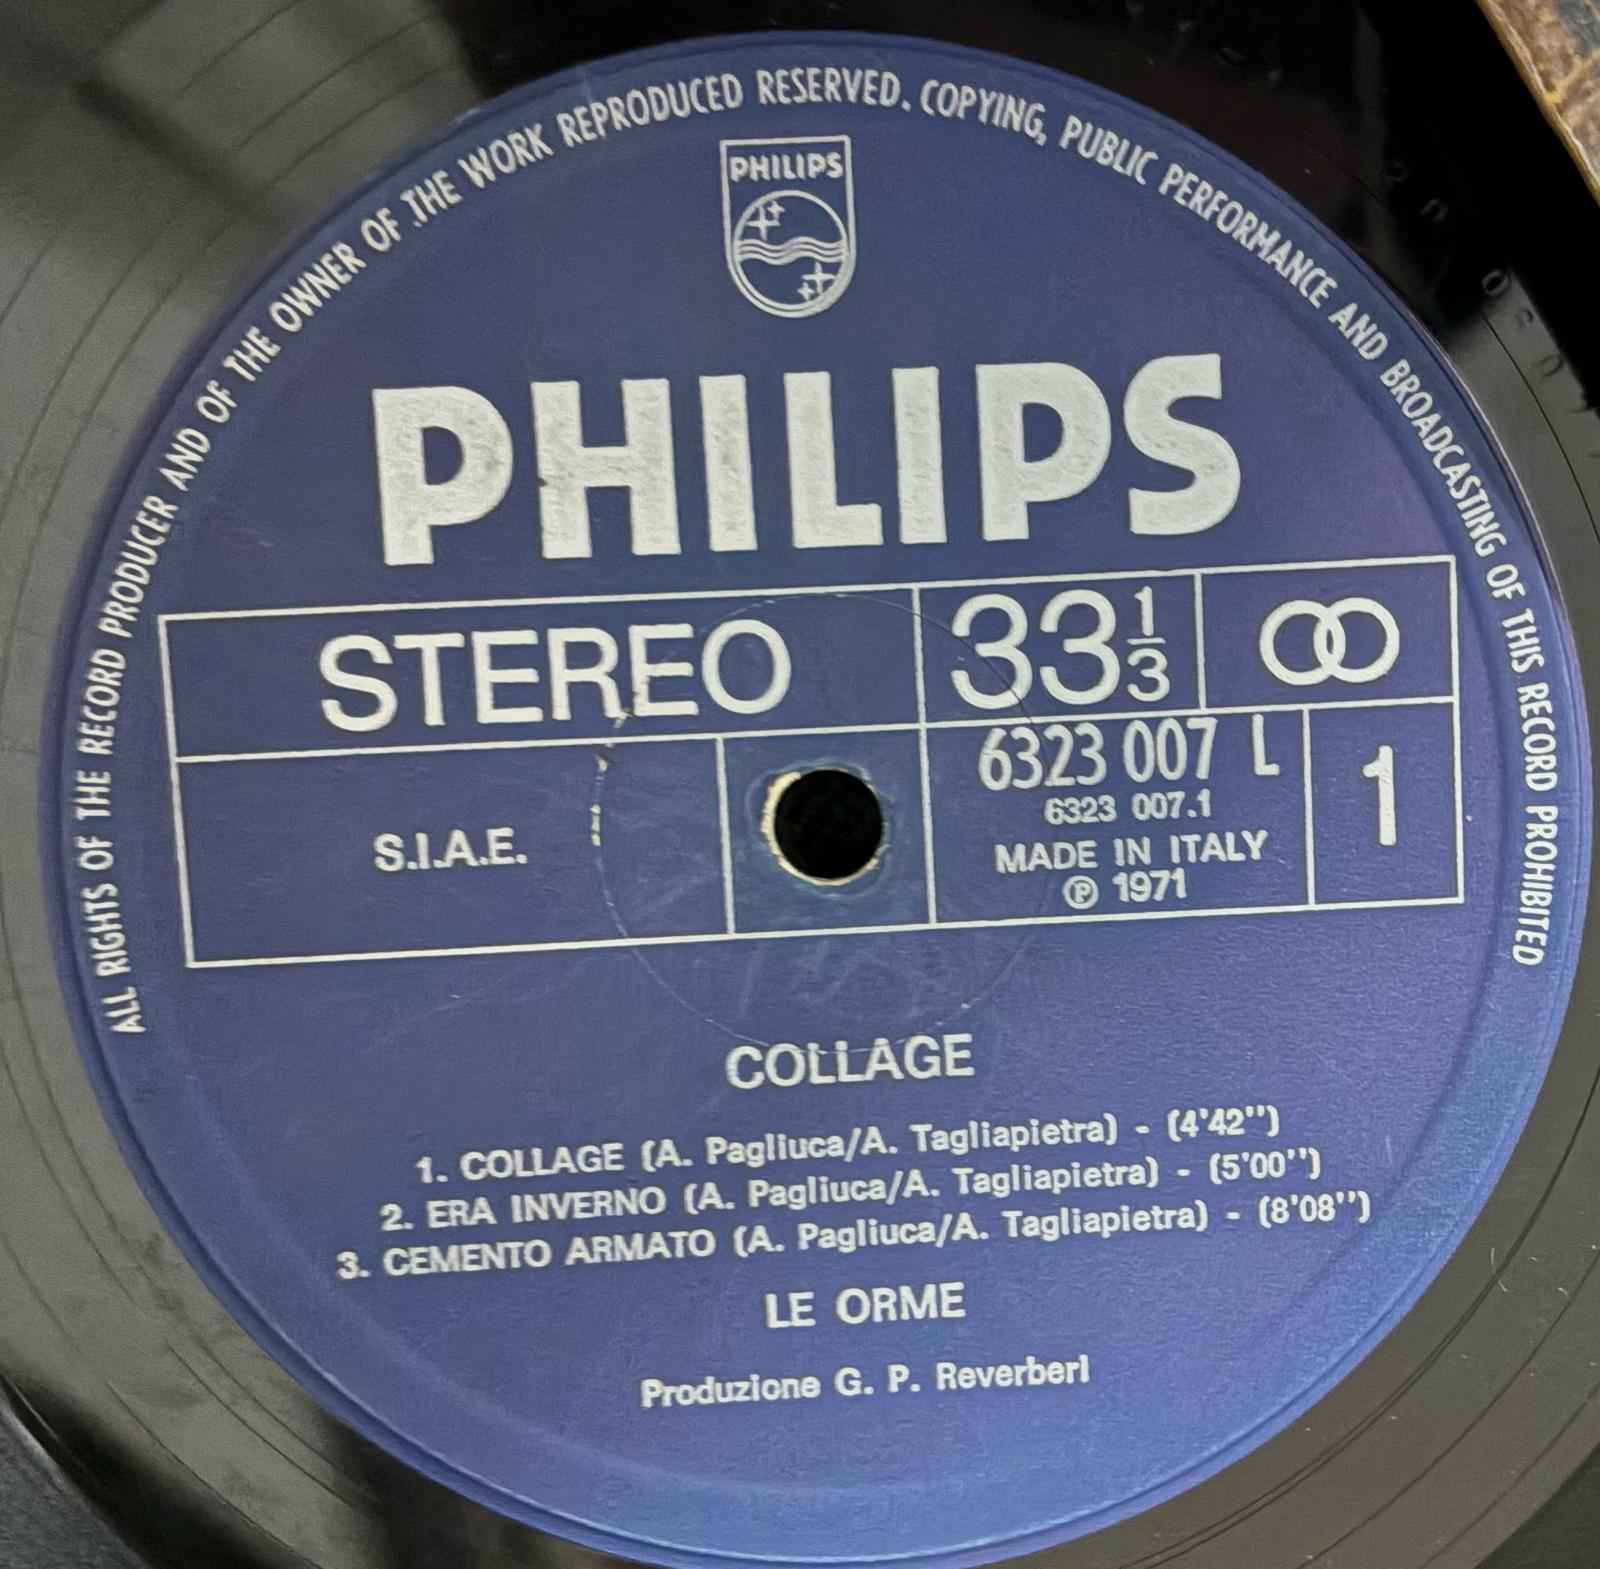 ALL RIGHTS OF THE RECORD PRODUCER AND OF THE OWNER OF THE WORK REPRODUCED RESERVED. COPYING, PUBLIC PERFORMANCE AND BROADCASTING OF THIS RECORD PROHIBITED
PHILIPS
PHILIPS
STEREO
33 1/3
S.I.A.E.
6323 007 L
6323 007.1
MADE IN ITALY
℗ 1971
1
COLLAGE
1. COLLAGE (A. Pagliuca/A. Tagliapietra) - (4'42'')
2. ERA INVERNO (A. Pagliuca/A. Tagliapietra) - (5'00'')
3. CEMENTO ARMATO (A. Pagliuca/A. Tagliapietra) - (8'08'')
LE ORME
Produzione G. P. Reverberi